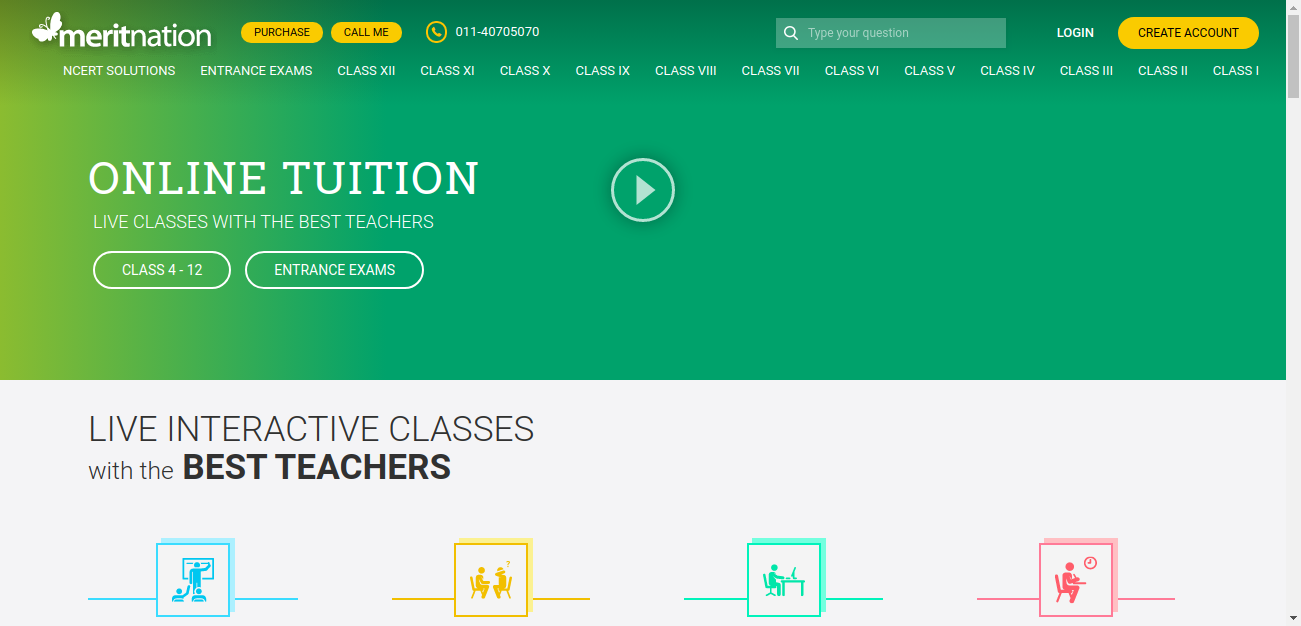 meritnation
PURCHASE
CALL ME
011-40705070
Type your question
LOGIN
CREATE ACCOUNT
NCERT SOLUTIONS
ENTRANCE EXAMS
CLASS XII
CLASS XI
CLASS X
CLASS IX
CLASS VIII
CLASS VII
CLASS VI
CLASS V
CLASS IV
CLASS III
CLASS II
CLASS I
ONLINE TUITION
LIVE CLASSES WITH THE BEST TEACHERS
CLASS 4 - 12
ENTRANCE EXAMS
LIVE INTERACTIVE CLASSES
with the BEST TEACHERS
?